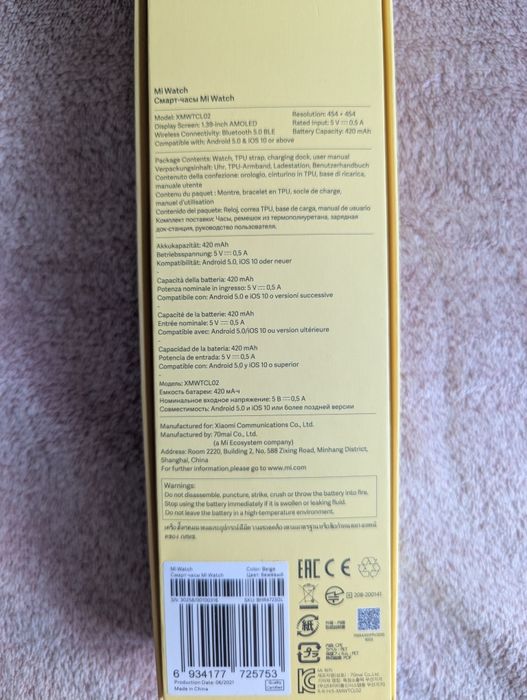 Mi Watch
Смарт-часы Mi Watch
Model: XMWTCL02
Display Screen: 1.39-inch AMOLED
Wireless Connectivity: Bluetooth 5.0 BLE
Compatible with: Android 5.0 & iOS 10 or above
Resolution: 454 × 454
Rated Input: 5 V⎓0.5 A
Battery Capacity: 420 mAh
Package Contents: Watch, TPU strap, charging dock, user manual
Verpackungsinhalt: Uhr, TPU-Armband, Ladestation, Benutzerhandbuch
Contenuto della confezione: orologio, cinturino in TPU, base di ricarica,
manuale utente
Contenu du paquet : Montre, bracelet en TPU, socle de charge,
manuel d'utilisation
Contenido del paquete: Reloj, correa TPU, base de carga, manual de usuario
Комплект поставки: Часы, ремешок из термополиуретана, зарядная
док-станция, руководство пользователя.
Akkukapazität: 420 mAh
Betriebsspannung: 5 V⎓0,5 A
Kompatibilität: Android 5.0, iOS 10 oder neuer
Capacità della batteria: 420 mAh
Potenza nominale in ingresso: 5 V⎓0,5 A
Compatibile con: Android 5.0 e iOS 10 o versioni successive
Capacité de la batterie: 420 mAh
Entrée nominale: 5 V⎓0,5 A
Compatible avec: Android 5.0/iOS 10 ou version ultérieure
Capacidad de la batería: 420 mAh
Potencia de entrada: 5 V⎓0,5 A
Compatible con: Android 5.0 y iOS 10 o superior
Модель: XMWTCL02
Емкость батареи: 420 мА·ч
Номинальное входное напряжение: 5 В⎓0,5 A
Совместимость: Android 5.0 и iOS 10 или более поздней версии
Manufactured for: Xiaomi Communications Co., Ltd.
Manufactured by: 70mai Co., Ltd.
(a Mi Ecosystem company)
Address: Room 2220, Building 2, No. 588 Zixing Road, Minhang District,
Shanghai, China
For further information, please go to www.mi.com
Warnings:
Do not disassemble, puncture, strike, crush or throw the battery into fire.
Stop using the battery immediately if it is swollen or leaking fluid.
Do not leave the battery in a high-temperature environment.
Mi Watch
Смарт-часы Mi Watch
Color: Beige
Цвет: Бежевый
EAC CE
208-200141
紙
プラ
6 934177 725753
Production Date: 06/2021
Made in China